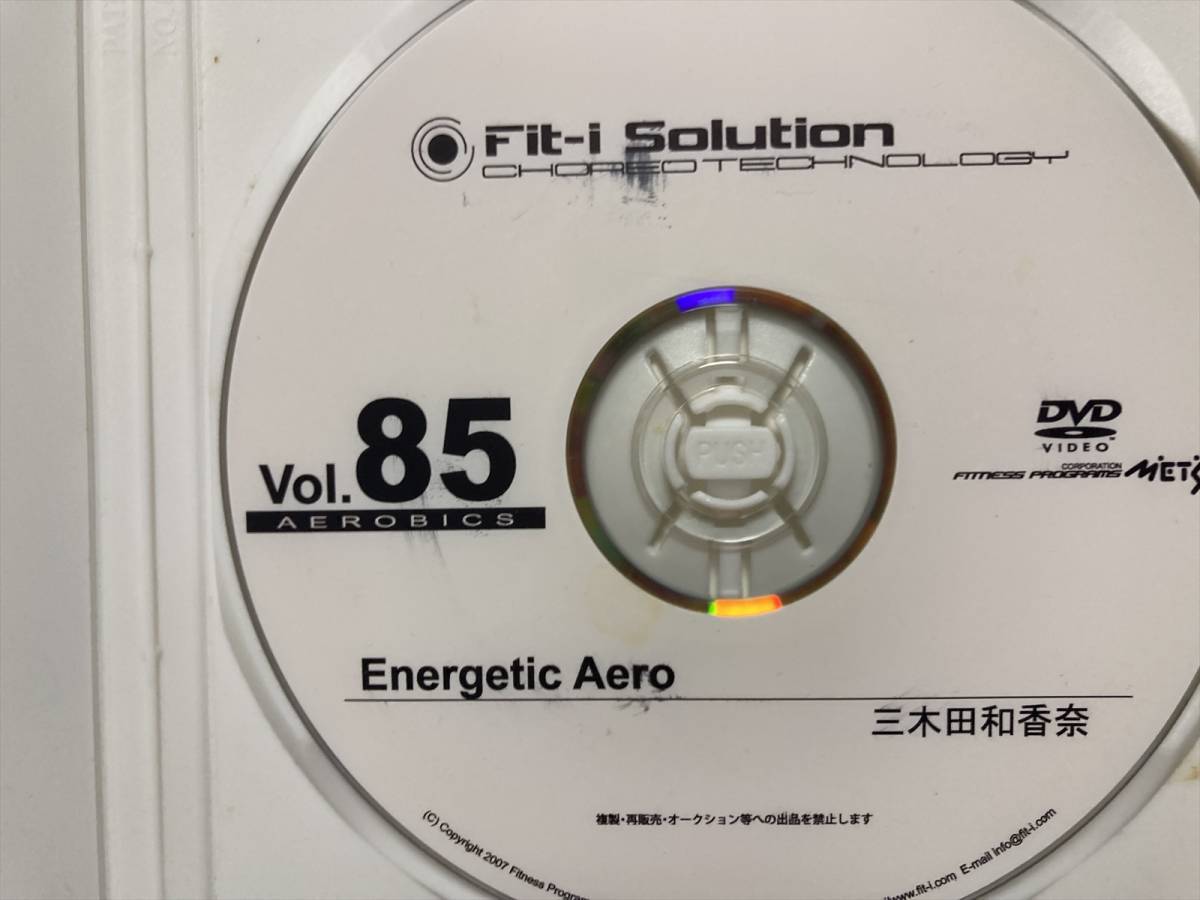 Fit-i Solution
CHOREOTECHNOLOGY
Vol.85
AEROBICS
PUSH
DVD
VIDEO
CORPORATION
FITNESS PROGRAMS
Energetic Aero
三木田和香奈
複製・再販売・オークション等への出品を禁止します
(C) Copyright 2007 Fitness
www.fit-i.com E-mail info@fit-i.com